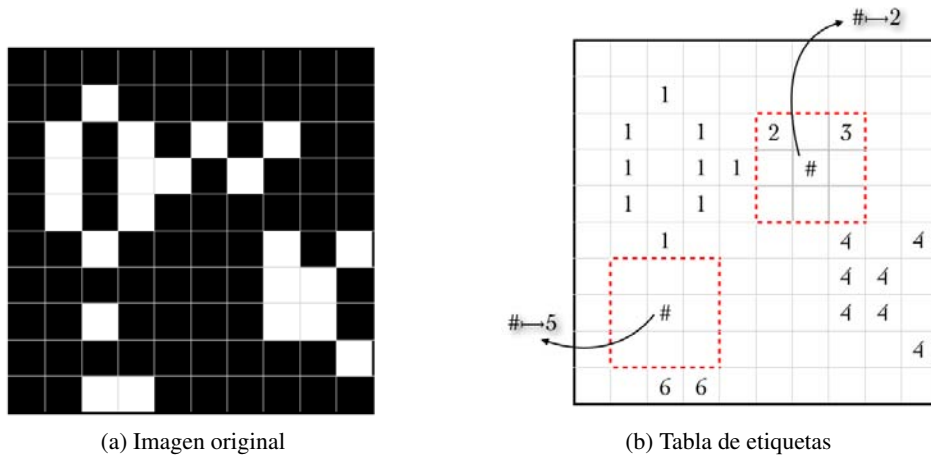 #↦2
1
1 1 2 3
1 1 1 #
1 1
1 4 4
4 4
#↦5 # 4 4
4
6 6
(a) Imagen original
(b) Tabla de etiquetas